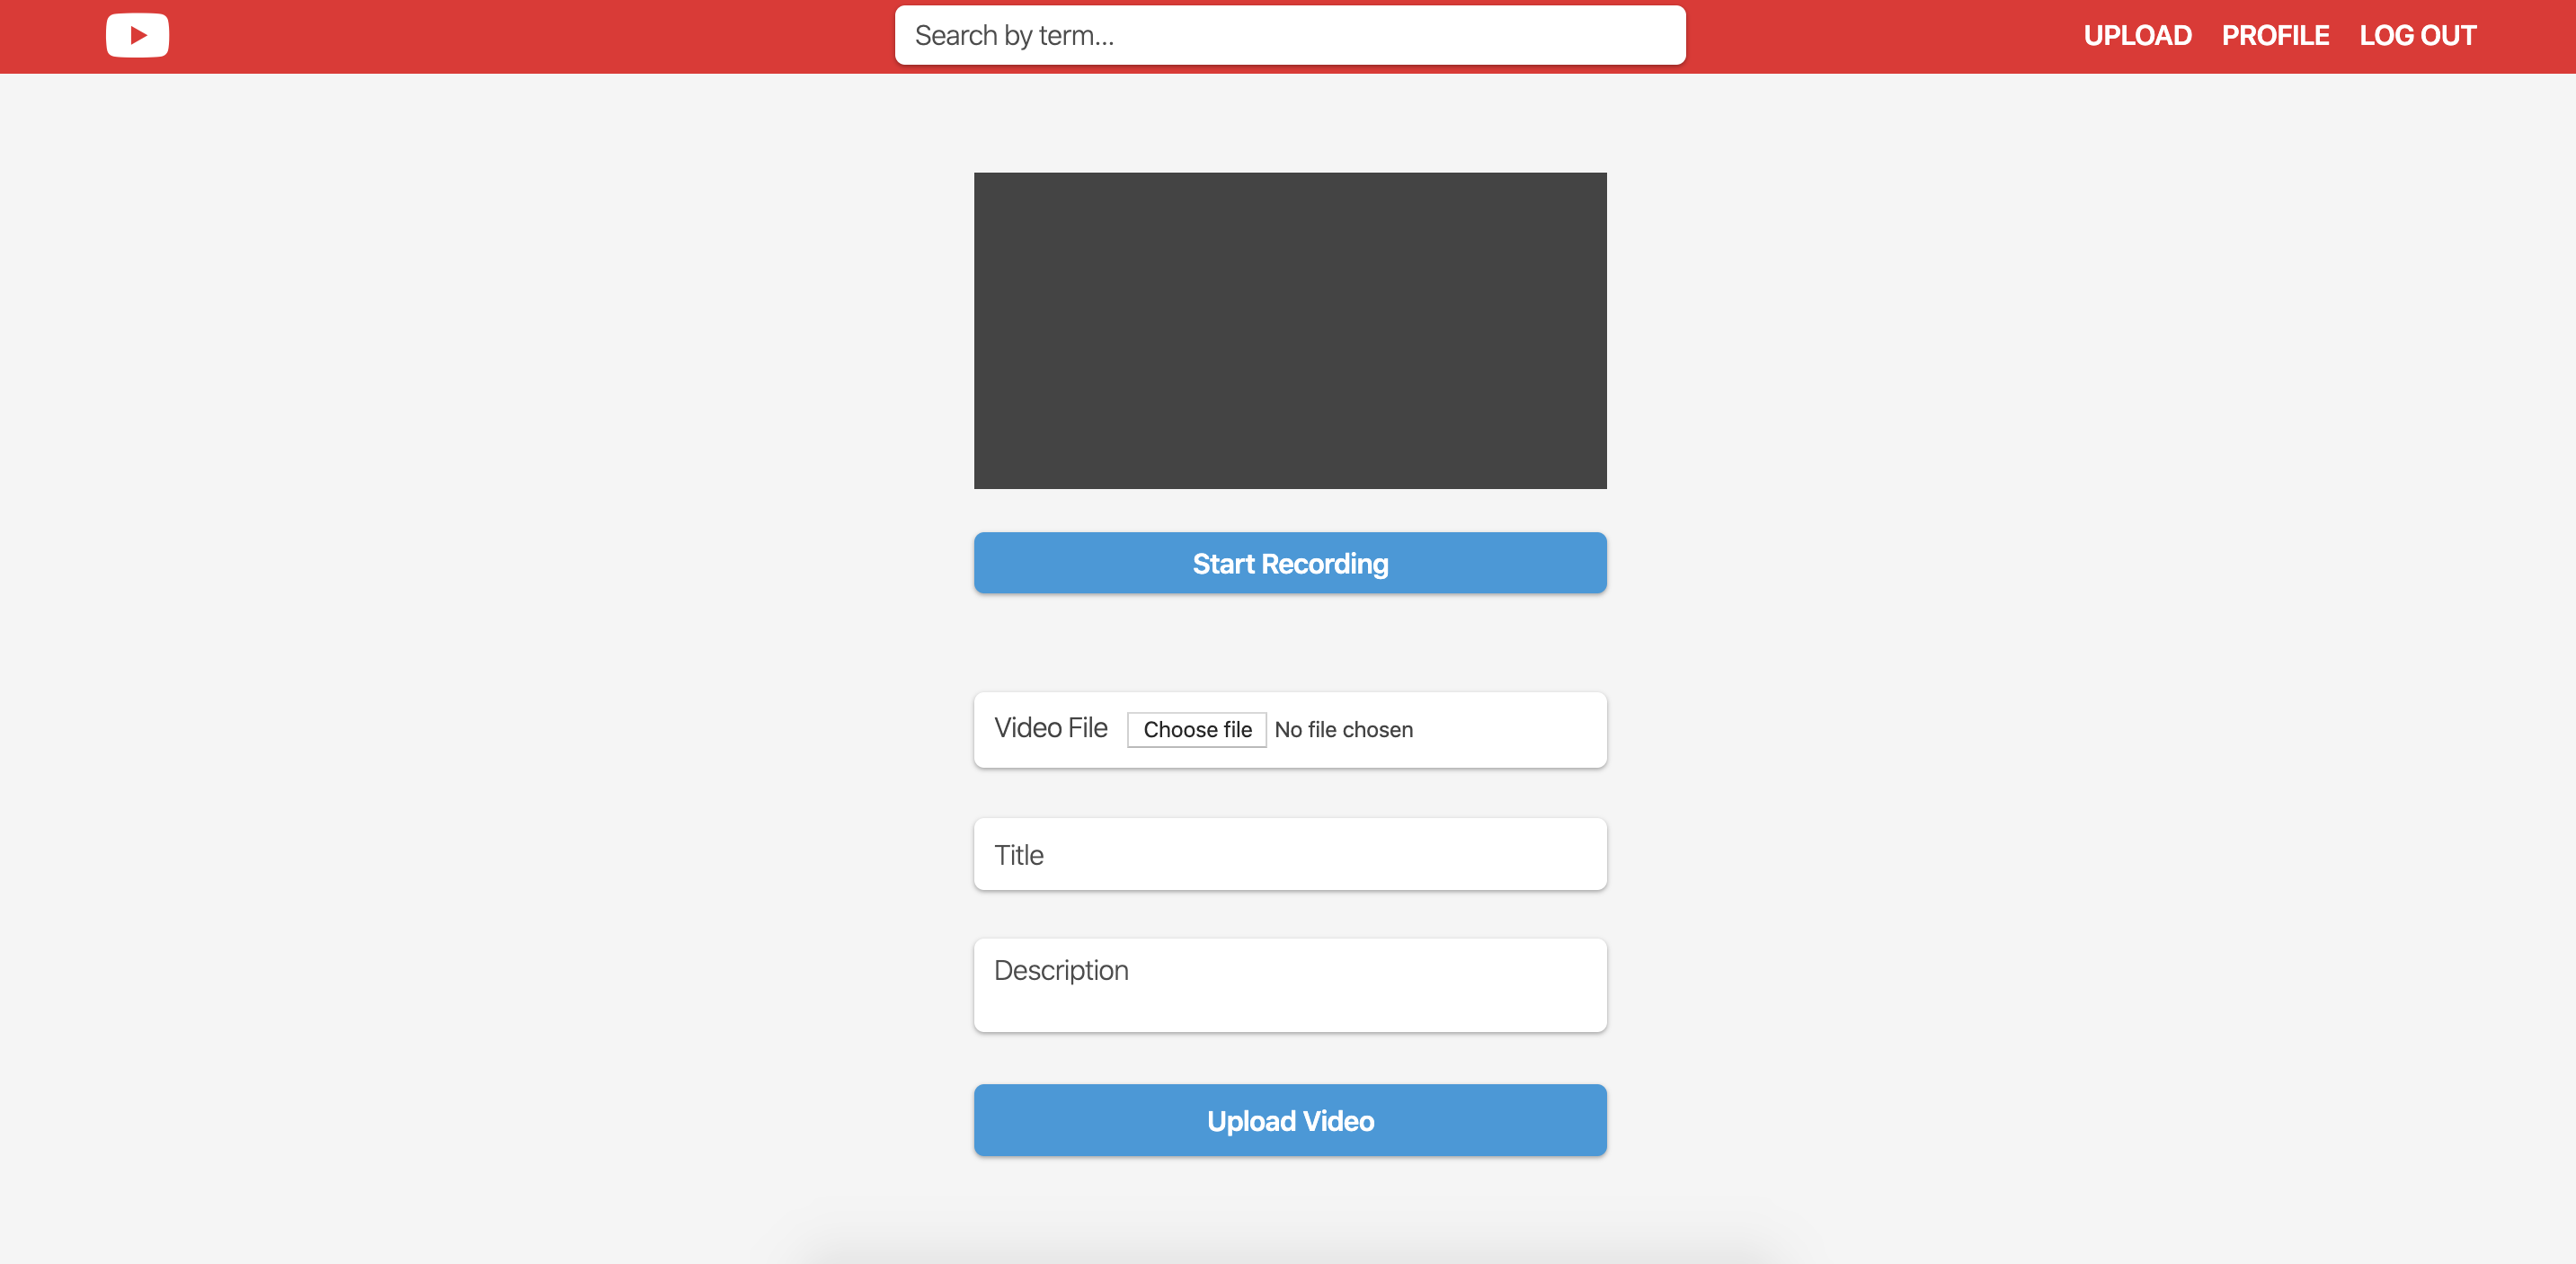 Search by term...
UPLOAD PROFILE LOG OUT
Start Recording
Video File Choose file No file chosen
Title
Description
Upload Video